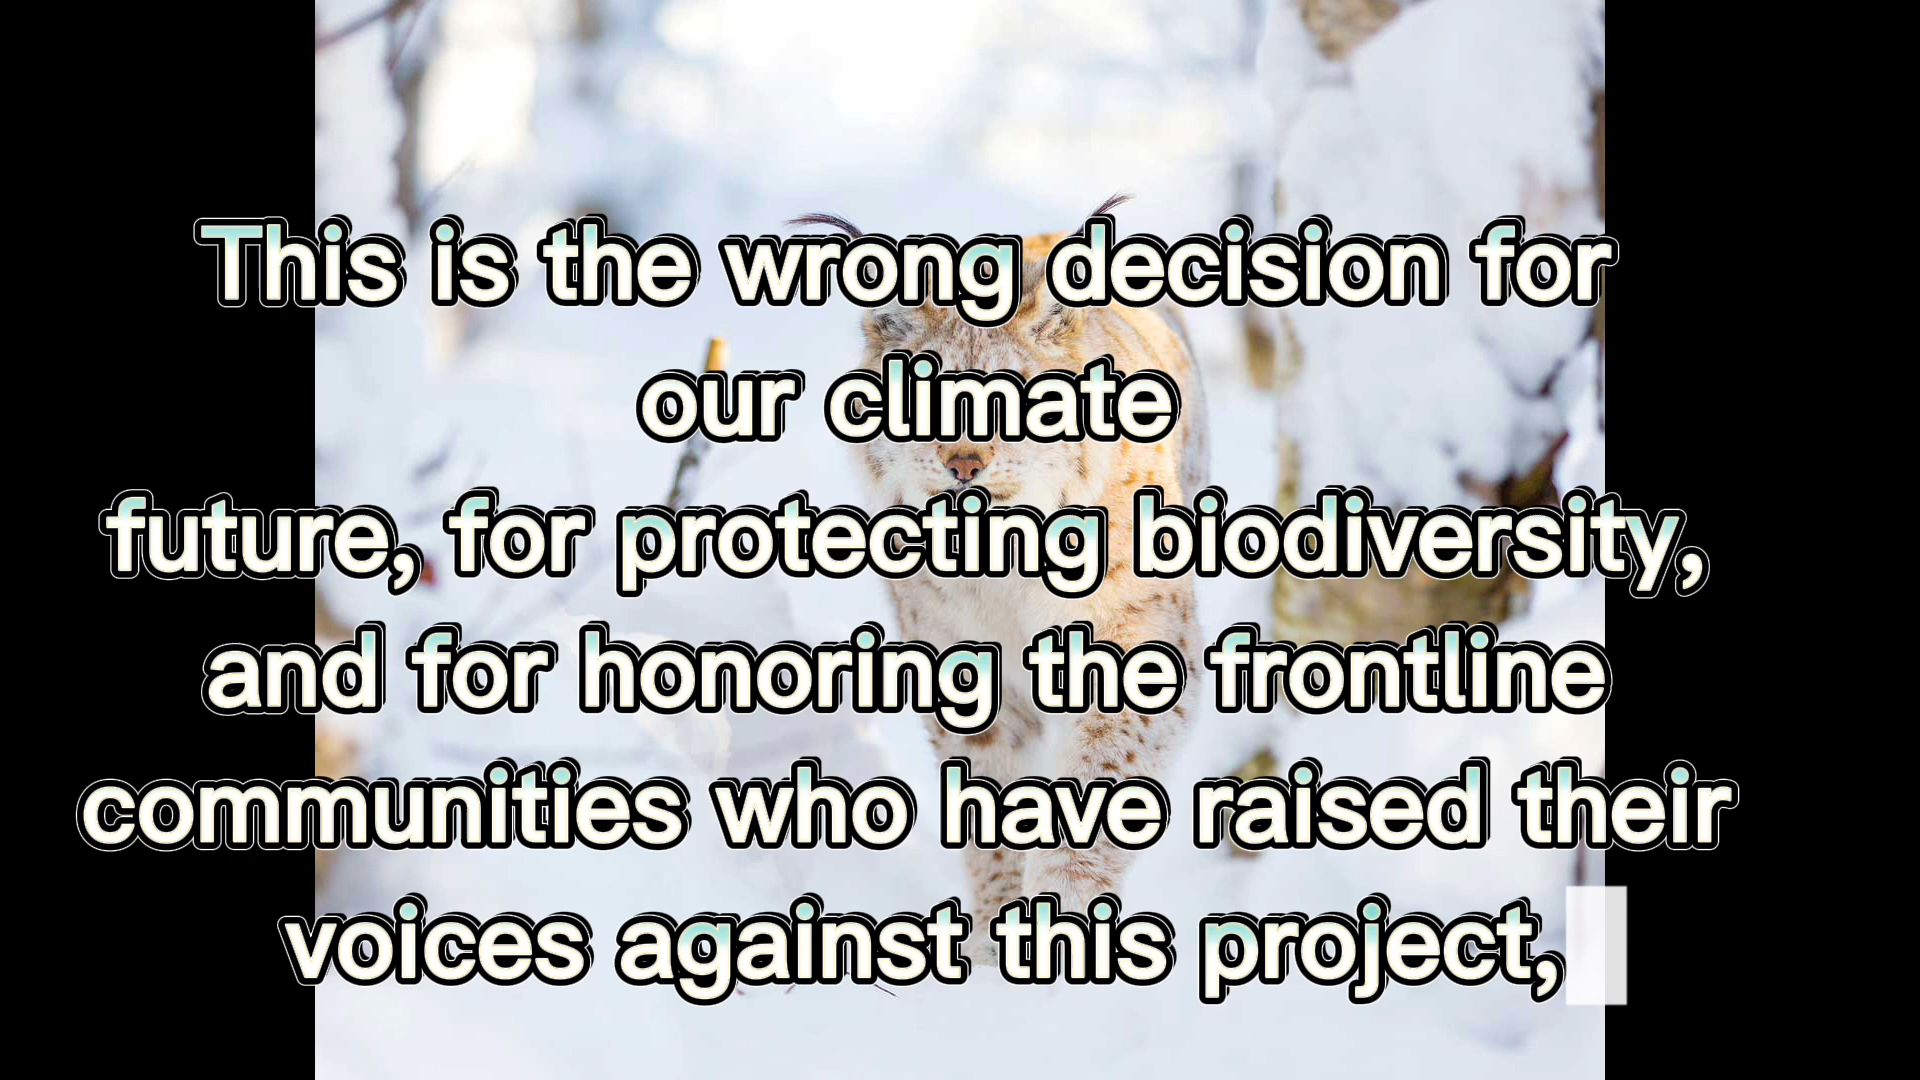 This is the wrong decision for
our climate
future, for protecting biodiversity,
and for honoring the frontline
communities who have raised their
voices against this project,